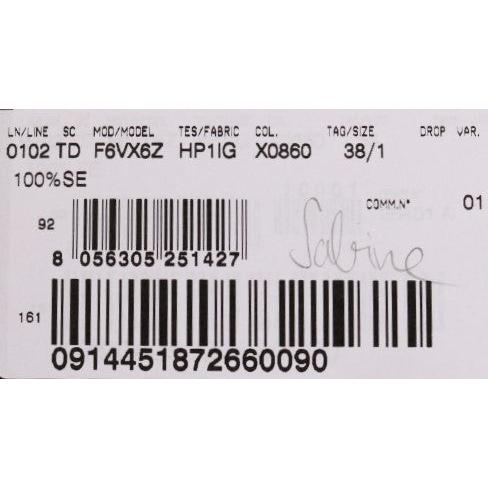 LN/LINE SC MOD/MODEL TES/FABRIC COL. TAG/SIZE DROP VAR.
0102 TD F6VX6Z HP1IG X0860 38/1
100%SE
COMM.N° 01
92
8 056305 251427
Sabine
161
0914451872660090